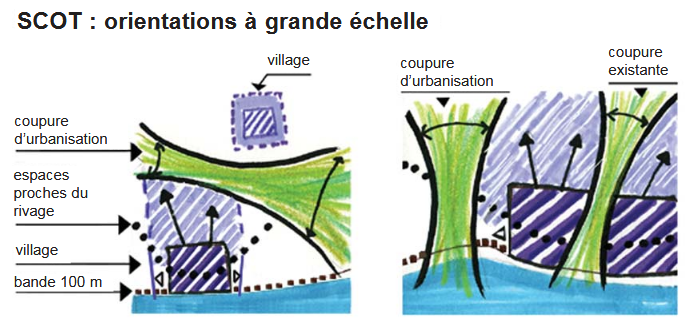 SCOT : orientations à grande échelle
village
coupure
d’urbanisation
espaces
proches du
rivage
village
bande 100 m
coupure
d’urbanisation
coupure
existante